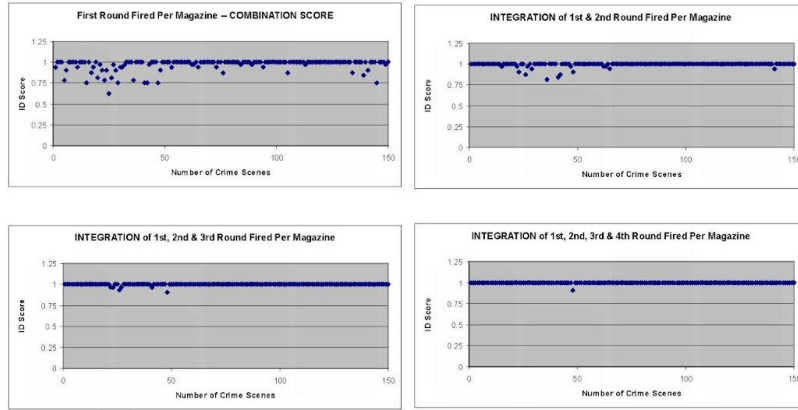 First Round Fired Per Magazine – COMBINATION SCORE
1.25
1
0.75
0.5
0.25
0
ID Score
0 50 100 150
Number of Crime Scenes
INTEGRATION of 1st & 2nd Round Fired Per Magazine
1.25
1
0.75
0.5
0.25
0
ID Score
0 50 100 150
Number of Crime Scenes
INTEGRATION of 1st, 2nd & 3rd Round Fired Per Magazine
1.25
1
0.75
0.5
0.25
0
ID Score
0 50 100 150
Number of Crime Scenes
INTEGRATION of 1st, 2nd, 3rd & 4th Round Fired Per Magazine
1.25
1
0.75
0.5
0.25
0
ID Score
0 50 100 150
Number of Crime Scenes